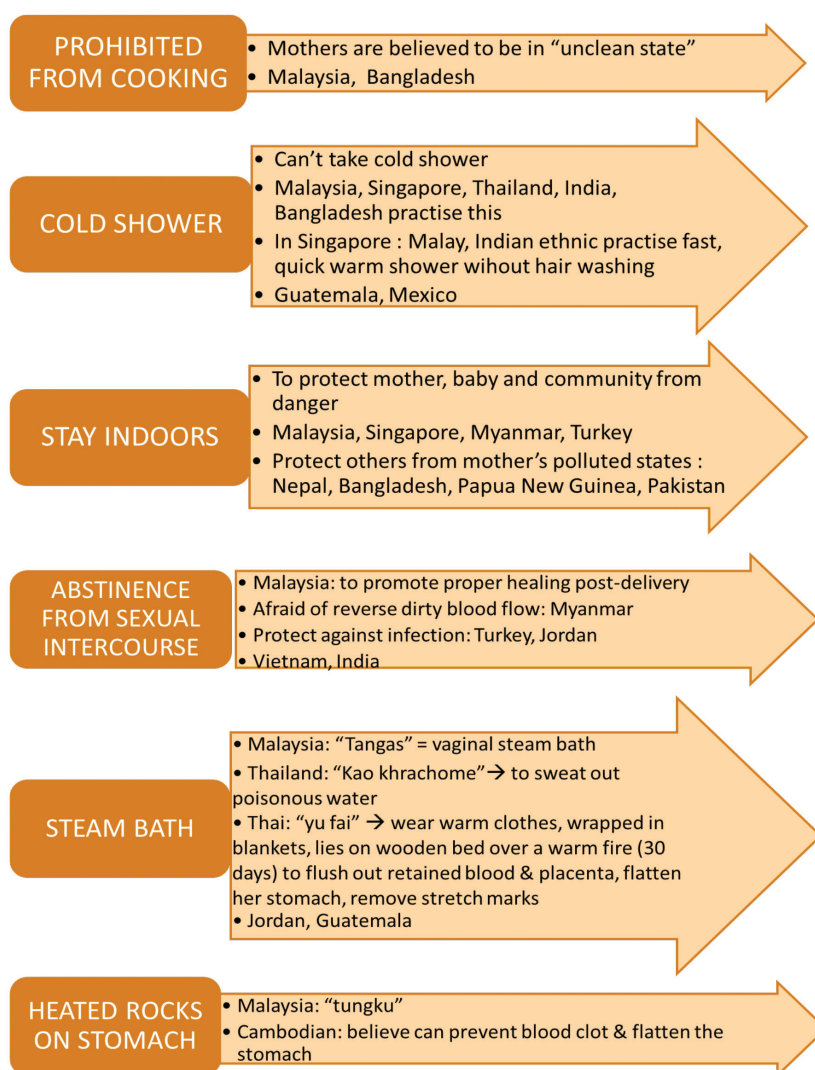 PROHIBITED
FROM COOKING
• Mothers are believed to be in “unclean state”
• Malaysia,  Bangladesh
COLD SHOWER
• Can’t take cold shower
• Malaysia, Singapore, Thailand, India,
Bangladesh practise this
• In Singapore : Malay, Indian ethnic practise fast,
quick warm shower wihout hair washing
• Guatemala, Mexico
STAY INDOORS
• To protect mother, baby and community from
danger
• Malaysia, Singapore, Myanmar, Turkey
• Protect others from mother’s polluted states :
Nepal, Bangladesh, Papua New Guinea, Pakistan
ABSTINENCE
FROM SEXUAL
INTERCOURSE
• Malaysia: to promote proper healing post-delivery
• Afraid of reverse dirty blood flow: Myanmar
• Protect against infection: Turkey, Jordan
• Vietnam, India
STEAM BATH
• Malaysia: “Tangas” = vaginal steam bath
• Thailand: “Kao khrachome”→ to sweat out
poisonous water
• Thai: “yu fai” → wear warm clothes, wrapped in
blankets, lies on wooden bed over a warm fire (30
days) to flush out retained blood & placenta, flatten
her stomach, remove stretch marks
• Jordan, Guatemala
HEATED ROCKS
ON STOMACH
• Malaysia: “tungku”
• Cambodian: believe can prevent blood clot & flatten the
stomach